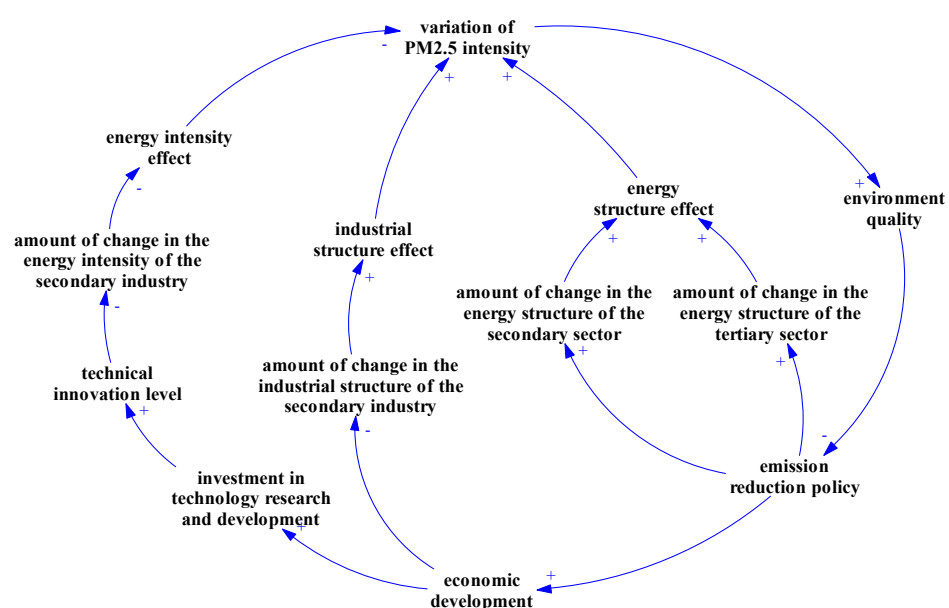 variation of
PM2.5 intensity
-
+
+
energy intensity
effect
-
energy
structure effect
+
+
+
environment
quality
industrial
structure effect
+
amount of change in the
energy intensity of the
secondary industry
-
amount of change in the
energy structure of the
secondary sector
+
amount of change in the
energy structure of the
tertiary sector
+
technical
innovation level
+
amount of change in the
industrial structure of the
secondary industry
-
-
emission
reduction policy
investment in
technology research
and development
+
+
economic
development